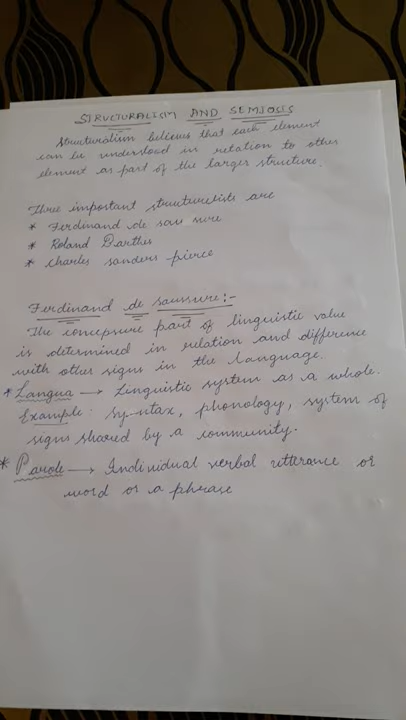 STRUCTURALISM AND SEMIOSIS
Structuralism believes that each element
can be understood in relation to other
element as part of the larger structure.
Three important structuralists are
* Ferdinand de sau sure
* Roland Barthes
* Charles sanders pierce
Ferdinand de saussure:-
The concepsure part of linguistic value
is determined in relation and difference
with other signs in the language.
* Langua → Linguistic system as a whole.
Example: Syntax, phonology, system of
signs shared by a community.
* Parole → Individual verbal utterance or
word or a phrase